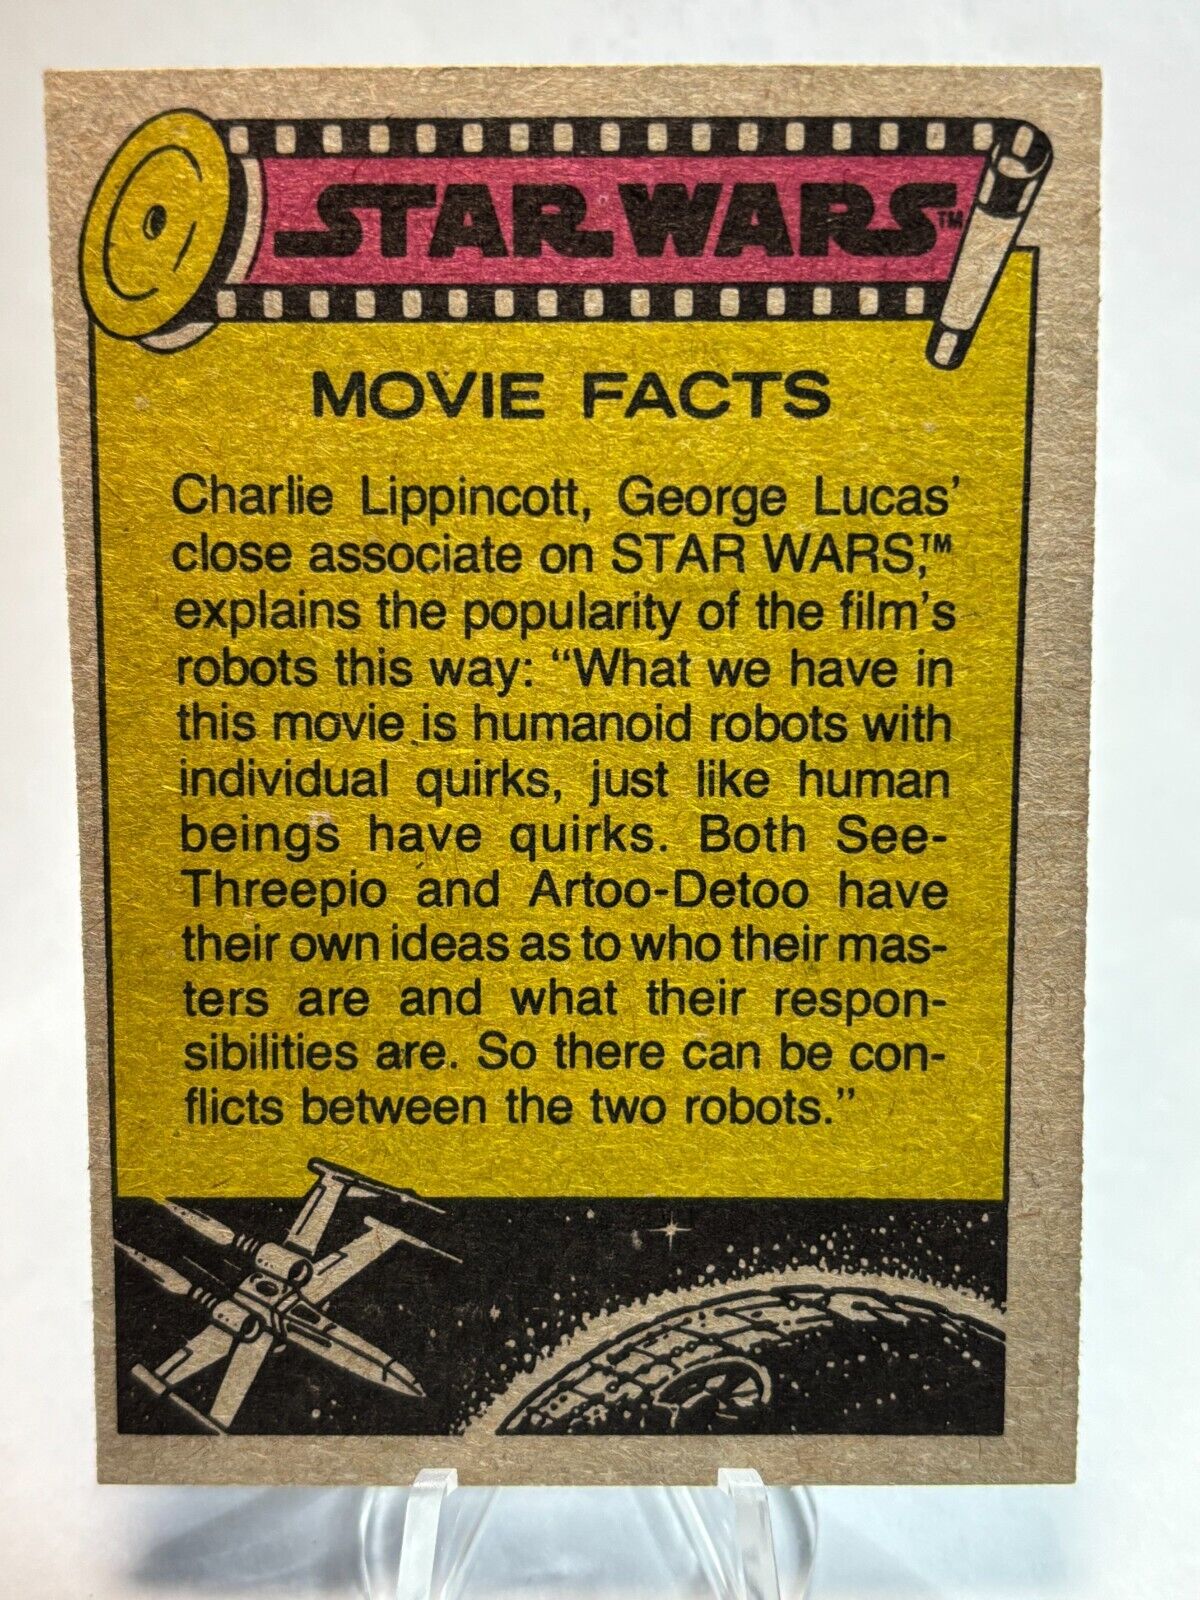 STAR WARS™
MOVIE FACTS
Charlie Lippincott, George Lucas’
close associate on STAR WARS,™
explains the popularity of the film’s
robots this way: “What we have in
this movie is humanoid robots with
individual quirks, just like human
beings have quirks. Both See-
Threepio and Artoo-Detoo have
their own ideas as to who their mas-
ters are and what their respon-
sibilities are. So there can be con-
flicts between the two robots.”